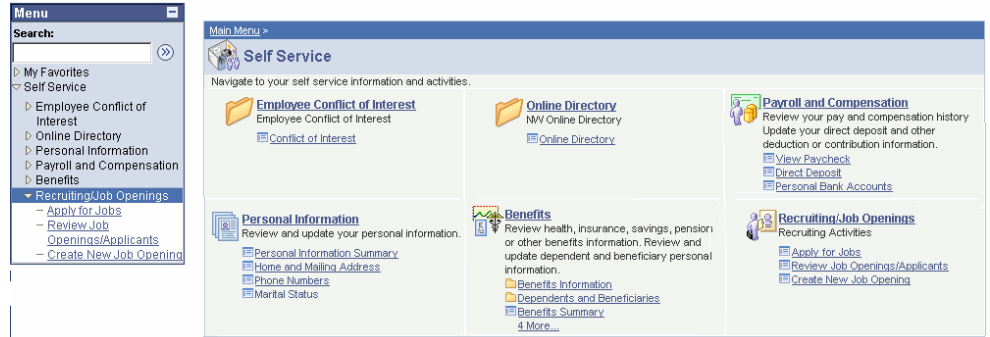 Menu
Search:
My Favorites
Self Service
Employee Conflict of
Interest
Online Directory
Personal Information
Payroll and Compensation
Benefits
Recruiting/Job Openings
– Apply for Jobs
– Review Job
Openings/Applicants
– Create New Job Opening
Main Menu >
Self Service
Navigate to your self service information and activities.
Employee Conflict of Interest
Employee Conflict of Interest
Conflict of Interest
Online Directory
NW Online Directory
Online Directory
Payroll and Compensation
Review your pay and compensation history
Update your direct deposit and other
deduction or contribution information.
View Paycheck
Direct Deposit
Personal Bank Accounts
Personal Information
Review and update your personal information.
Personal Information Summary
Home and Mailing Address
Phone Numbers
Marital Status
Benefits
Review health, insurance, savings, pension
or other benefits information. Review and
update dependent and beneficiary personal
information.
Benefits Information
Dependents and Beneficiaries
Benefits Summary
4 More...
Recruiting/Job Openings
Recruiting Activities
Apply for Jobs
Review Job Openings/Applicants
Create New Job Opening